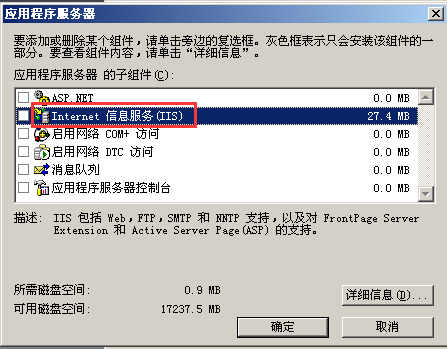 应用程序服务器
要添加或删除某个组件，请单击旁边的复选框。灰色框表示只会安装该组件的一
部分。要查看组件内容，请单击“详细信息”。
应用程序服务器 的子组件(C):
ASP.NET 0.0 MB
Internet 信息服务(IIS) 27.4 MB
启用网络 COM+ 访问 0.0 MB
启用网络 DTC 访问 0.0 MB
消息队列 0.0 MB
应用程序服务器控制台 0.0 MB
描述: IIS 包括 Web，FTP，SMTP 和 NNTP 支持，以及对 FrontPage Server
Extension 和 Active Server Page(ASP) 的支持。
所需磁盘空间: 0.9 MB
可用磁盘空间: 17237.5 MB
详细信息(D)...
确定 取消